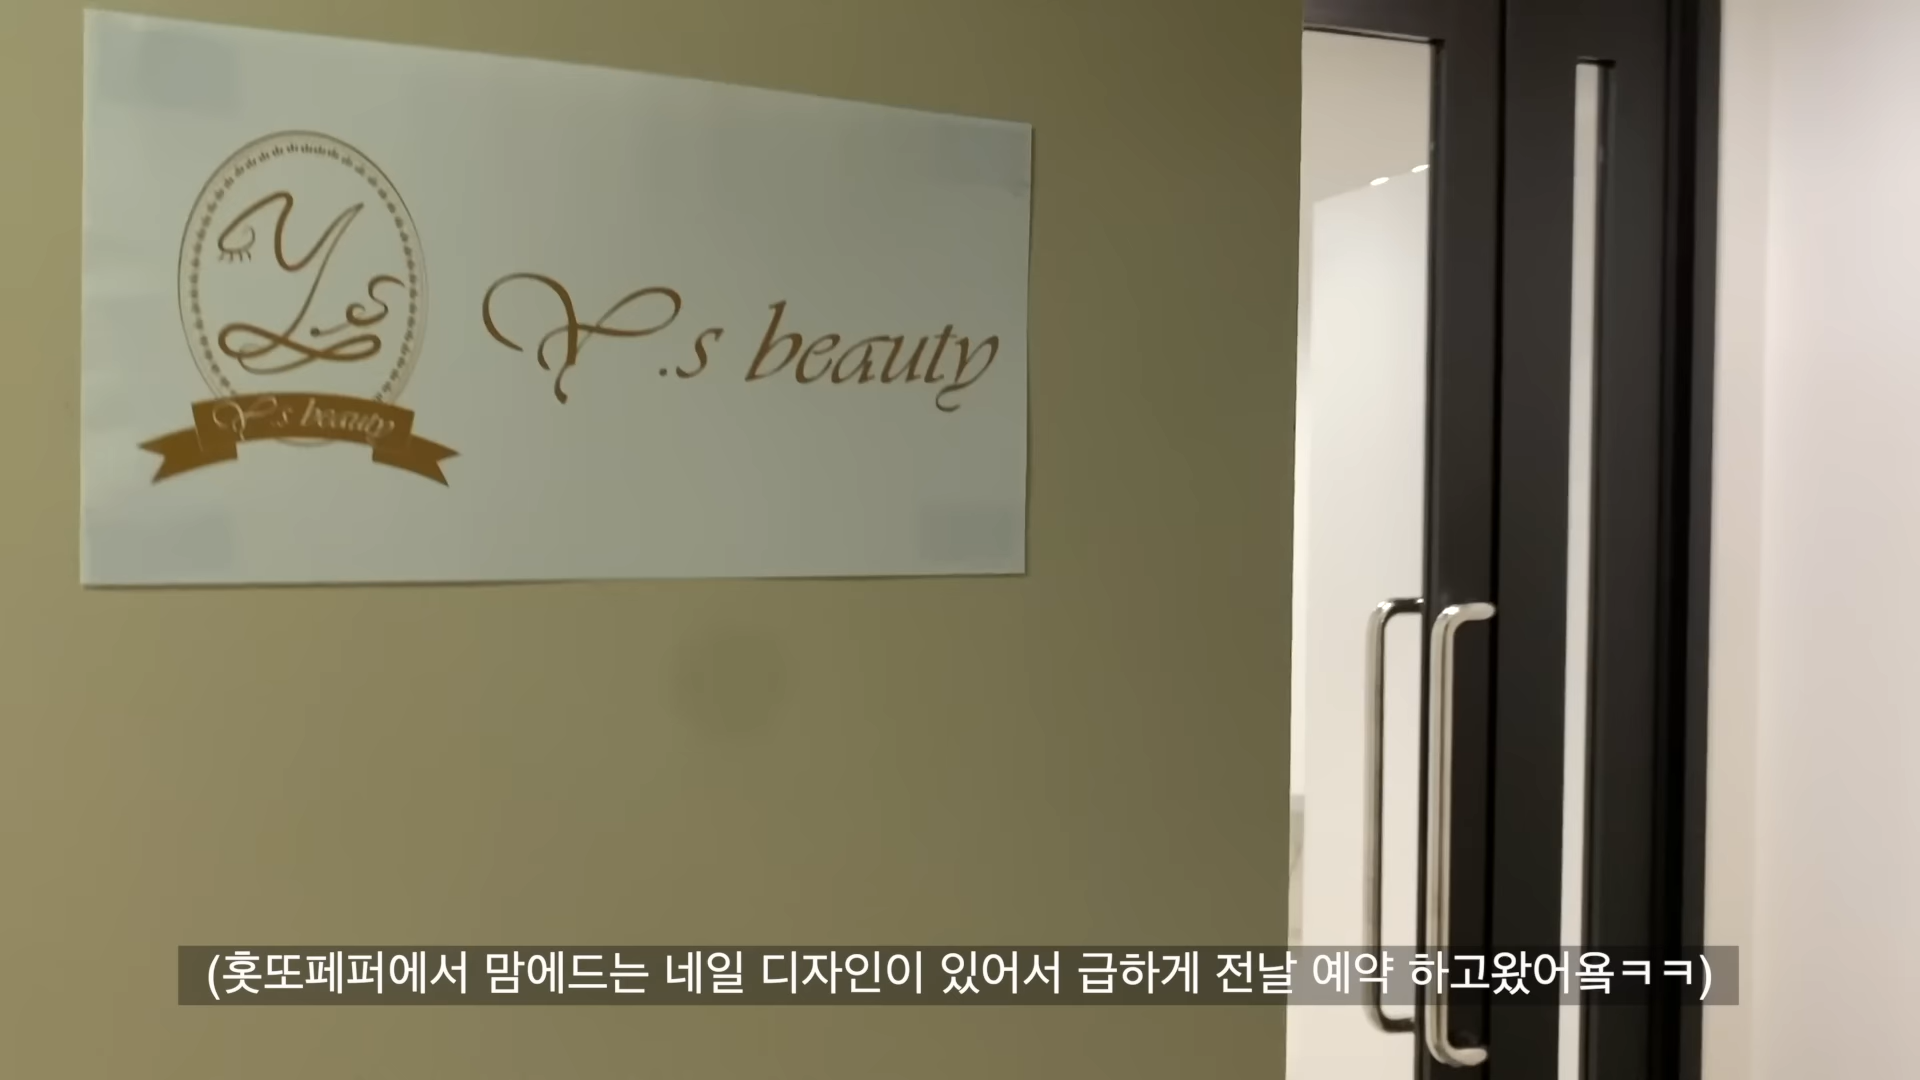 Y.s
Y.s beauty
Y.s beauty
(홋또페퍼에서 맘에드는 네일 디자인이 있어서 급하게 전날 예약 하고왔어욬ㅋㅋ)